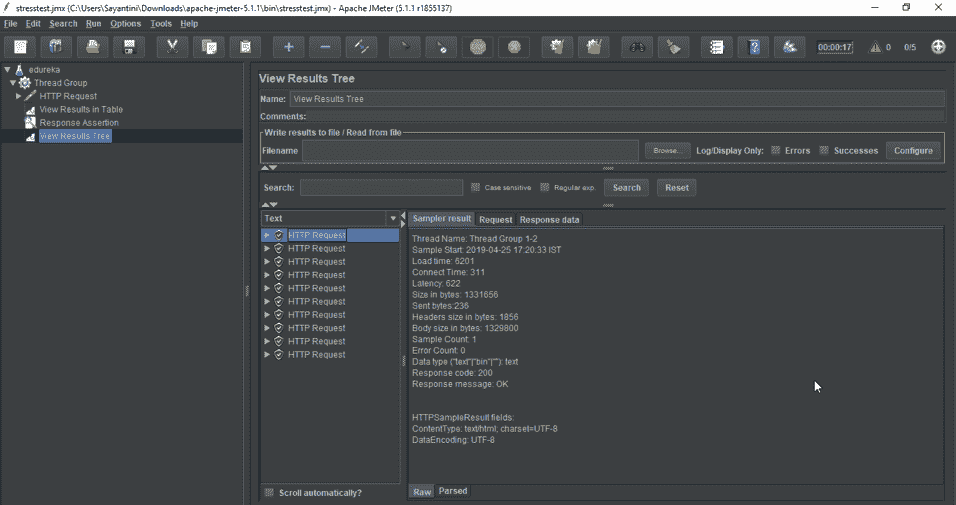 stresstest.jmx (C:\Users\Sayantini\Downloads\apache-jmeter-5.1.1\bin\stresstest.jmx) - Apache JMeter (5.1.1 r1855137)
File Edit Search Run Options Tools Help
00:00:17 0 0/5
edureka
Thread Group
HTTP Request
View Results in Table
Response Assertion
View Results Tree
View Results Tree
Name: View Results Tree
Comments:
Write results to file / Read from file
Filename Browse... Log/Display Only: Errors Successes Configure
Search: Case sensitive Regular exp. Search Reset
Text
HTTP Request
HTTP Request
HTTP Request
HTTP Request
HTTP Request
HTTP Request
HTTP Request
HTTP Request
HTTP Request
HTTP Request
Scroll automatically?
Sampler result Request Response data
Thread Name: Thread Group 1-2
Sample Start: 2019-04-25 17:20:33 IST
Load time: 6201
Connect Time: 311
Latency: 622
Size in bytes: 1331656
Sent bytes:236
Headers size in bytes: 1856
Body size in bytes: 1329800
Sample Count: 1
Error Count: 0
Data type ("text"|"bin"|""): text
Response code: 200
Response message: OK
HTTPSampleResult fields:
ContentType: text/html; charset=UTF-8
DataEncoding: UTF-8
Raw Parsed